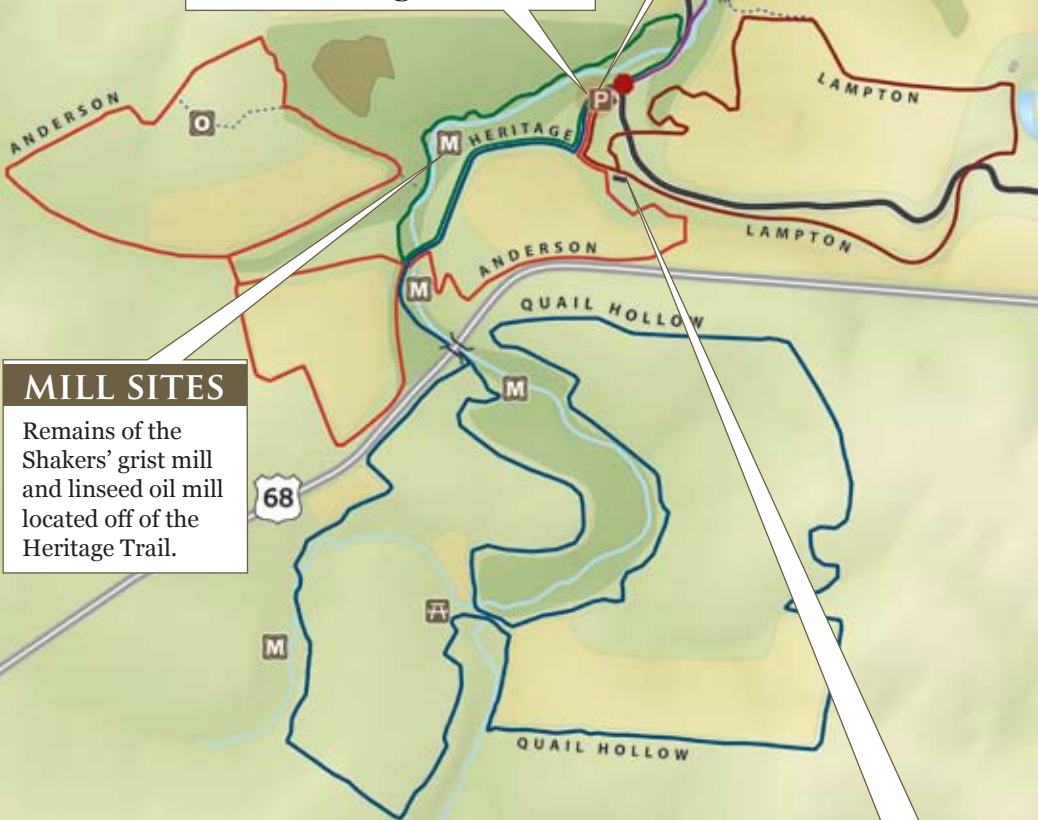 LAMPTON
ANDERSON
O
P
M
HERITAGE
LAMPTON
ANDERSON
M
QUAIL HOLLOW
MILL SITES
Remains of the
Shakers’ grist mill
and linseed oil mill
located off of the
Heritage Trail.
M
68
M
QUAIL HOLLOW